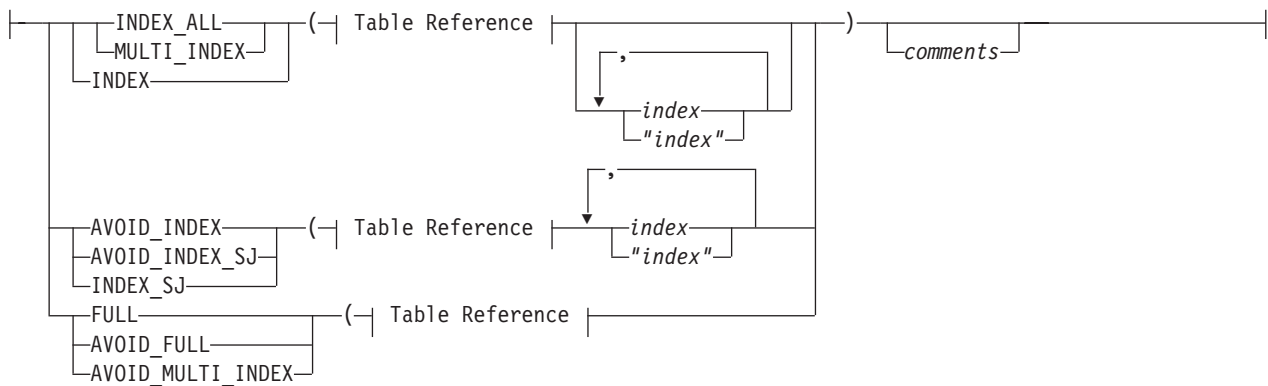 INDEX_ALL ( Table Reference ) comments
MULTI_INDEX
INDEX
,
index
"index"
,
AVOID_INDEX ( Table Reference index
AVOID_INDEX_SJ "index"
INDEX_SJ
FULL ( Table Reference
AVOID_FULL
AVOID_MULTI_INDEX